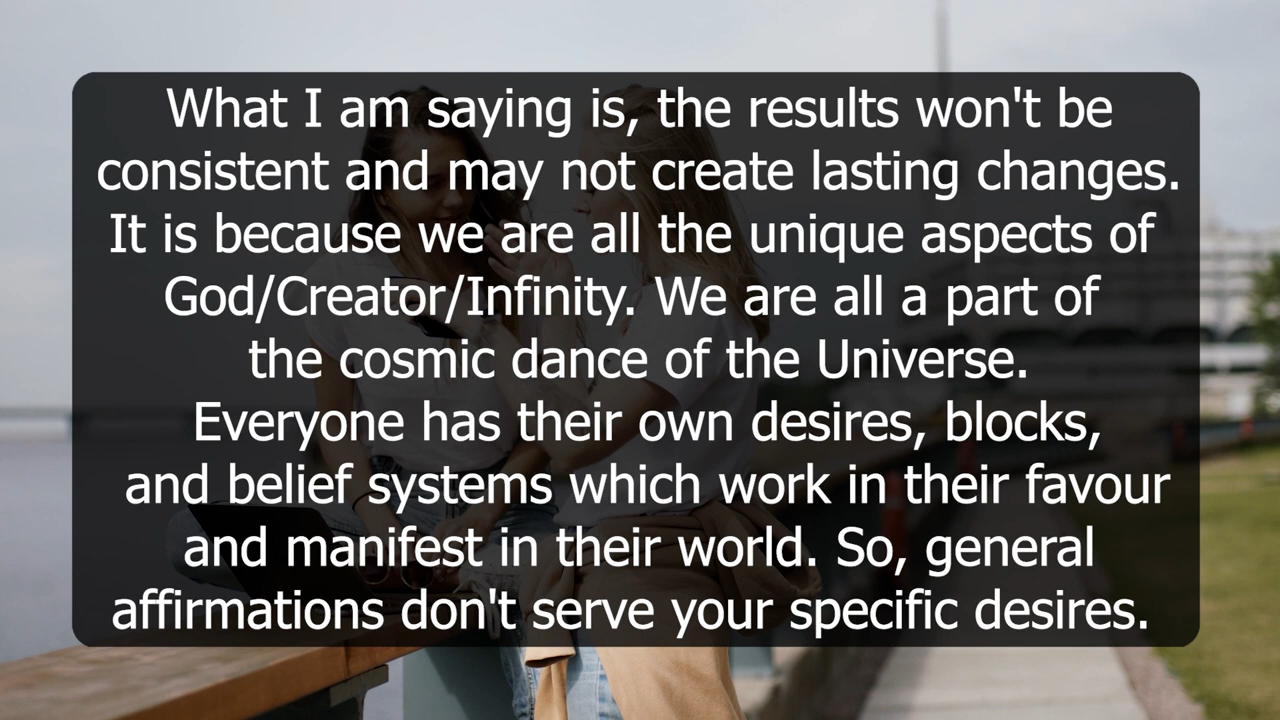 What I am saying is, the results won't be
consistent and may not create lasting changes.
It is because we are all the unique aspects of
God/Creator/Infinity. We are all a part of
the cosmic dance of the Universe.
Everyone has their own desires, blocks,
and belief systems which work in their favour
and manifest in their world. So, general
affirmations don't serve your specific desires.